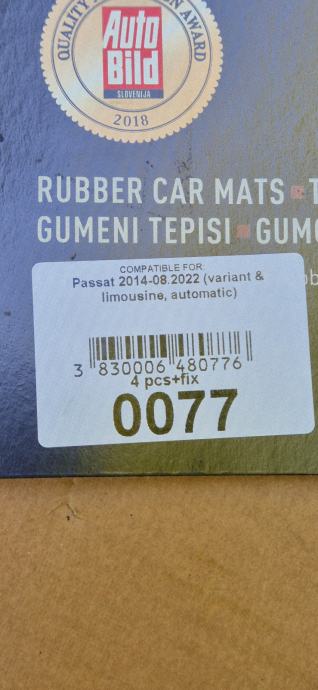 QUALITY AWARD
Auto
Bild
SLOVENIJA
2018
RUBBER CAR MATS
GUMENI TEPISI
COMPATIBLE FOR:
Passat 2014-08.2022 (variant &
limousine, automatic)
3 830006 480776
4 pcs+fix
0077